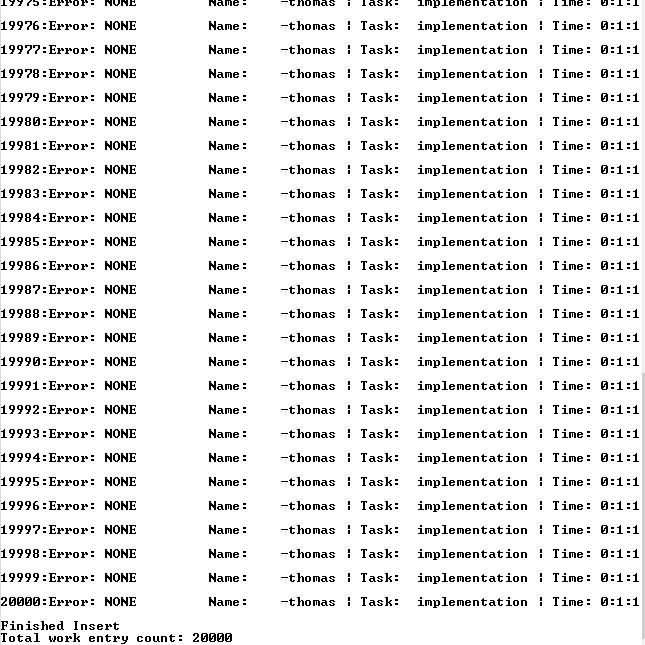 19975:Error: NONE Name: -thomas ¦ Task: implementation ¦ Time: 0:1:1
19976:Error: NONE Name: -thomas ¦ Task: implementation ¦ Time: 0:1:1
19977:Error: NONE Name: -thomas ¦ Task: implementation ¦ Time: 0:1:1
19978:Error: NONE Name: -thomas ¦ Task: implementation ¦ Time: 0:1:1
19979:Error: NONE Name: -thomas ¦ Task: implementation ¦ Time: 0:1:1
19980:Error: NONE Name: -thomas ¦ Task: implementation ¦ Time: 0:1:1
19981:Error: NONE Name: -thomas ¦ Task: implementation ¦ Time: 0:1:1
19982:Error: NONE Name: -thomas ¦ Task: implementation ¦ Time: 0:1:1
19983:Error: NONE Name: -thomas ¦ Task: implementation ¦ Time: 0:1:1
19984:Error: NONE Name: -thomas ¦ Task: implementation ¦ Time: 0:1:1
19985:Error: NONE Name: -thomas ¦ Task: implementation ¦ Time: 0:1:1
19986:Error: NONE Name: -thomas ¦ Task: implementation ¦ Time: 0:1:1
19987:Error: NONE Name: -thomas ¦ Task: implementation ¦ Time: 0:1:1
19988:Error: NONE Name: -thomas ¦ Task: implementation ¦ Time: 0:1:1
19989:Error: NONE Name: -thomas ¦ Task: implementation ¦ Time: 0:1:1
19990:Error: NONE Name: -thomas ¦ Task: implementation ¦ Time: 0:1:1
19991:Error: NONE Name: -thomas ¦ Task: implementation ¦ Time: 0:1:1
19992:Error: NONE Name: -thomas ¦ Task: implementation ¦ Time: 0:1:1
19993:Error: NONE Name: -thomas ¦ Task: implementation ¦ Time: 0:1:1
19994:Error: NONE Name: -thomas ¦ Task: implementation ¦ Time: 0:1:1
19995:Error: NONE Name: -thomas ¦ Task: implementation ¦ Time: 0:1:1
19996:Error: NONE Name: -thomas ¦ Task: implementation ¦ Time: 0:1:1
19997:Error: NONE Name: -thomas ¦ Task: implementation ¦ Time: 0:1:1
19998:Error: NONE Name: -thomas ¦ Task: implementation ¦ Time: 0:1:1
19999:Error: NONE Name: -thomas ¦ Task: implementation ¦ Time: 0:1:1
20000:Error: NONE Name: -thomas ¦ Task: implementation ¦ Time: 0:1:1
Finished Insert
Total work entry count: 20000